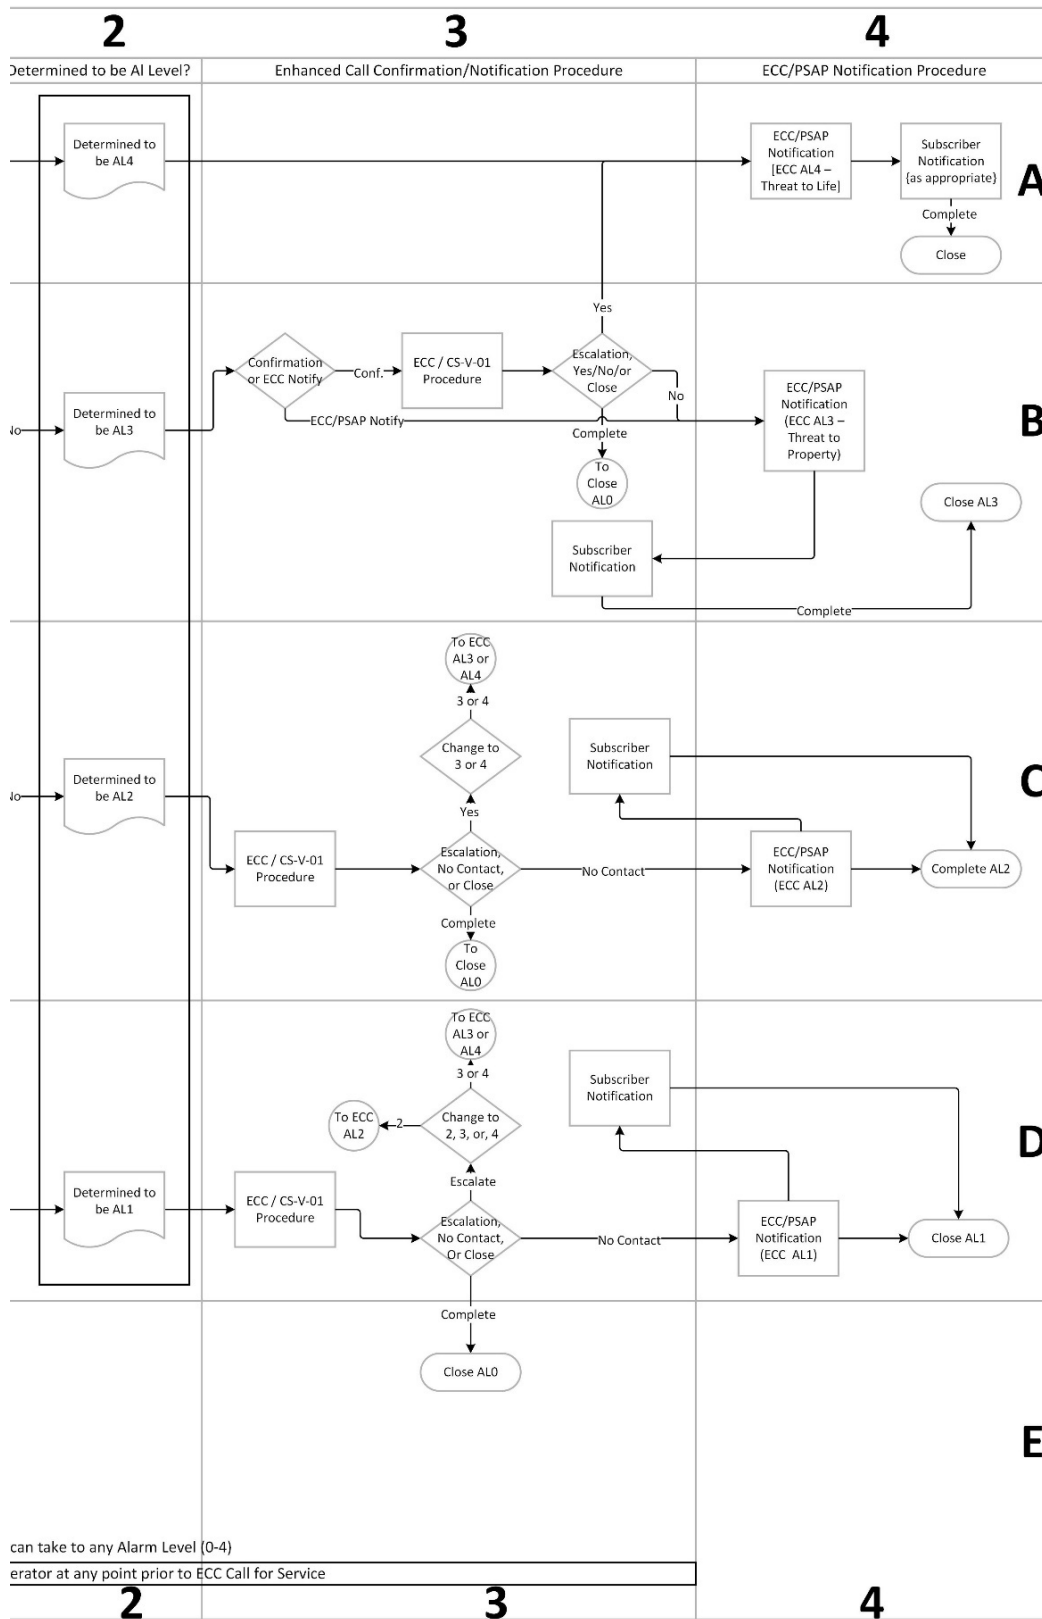 2 3 4
Determined to be Al Level? Enhanced Call Confirmation/Notification Procedure ECC/PSAP Notification Procedure
Determined to
be AL4
ECC/PSAP
Notification
[ECC AL4 –
Threat to Life]
Subscriber
Notification
{as appropriate}
A
Complete
Close
Yes
Confirmation
or ECC Notify
Conf.
ECC / CS-V-01
Procedure
Escalation,
Yes/No/or
Close
No
ECC/PSAP
Notification
(ECC AL3 –
Threat to
Property)
B
No
Determined to
be AL3
ECC/PSAP Notify
Complete
To
Close
AL0
Close AL3
Subscriber
Notification
Complete
To ECC
AL3 or
AL4
3 or 4
Change to
3 or 4
Subscriber
Notification
C
No
Determined to
be AL2
Yes
ECC / CS-V-01
Procedure
Escalation,
No Contact,
or Close
No Contact
ECC/PSAP
Notification
(ECC AL2)
Complete AL2
Complete
To
Close
AL0
To ECC
AL3 or
AL4
3 or 4
Subscriber
Notification
To ECC
AL2
2
Change to
2, 3, or, 4
D
Escalate
Determined to
be AL1
ECC / CS-V-01
Procedure
Escalation,
No Contact,
Or Close
No Contact
ECC/PSAP
Notification
(ECC  AL1)
Close AL1
Complete
Close AL0
E
can take to any Alarm Level (0-4)
erator at any point prior to ECC Call for Service
2 3 4